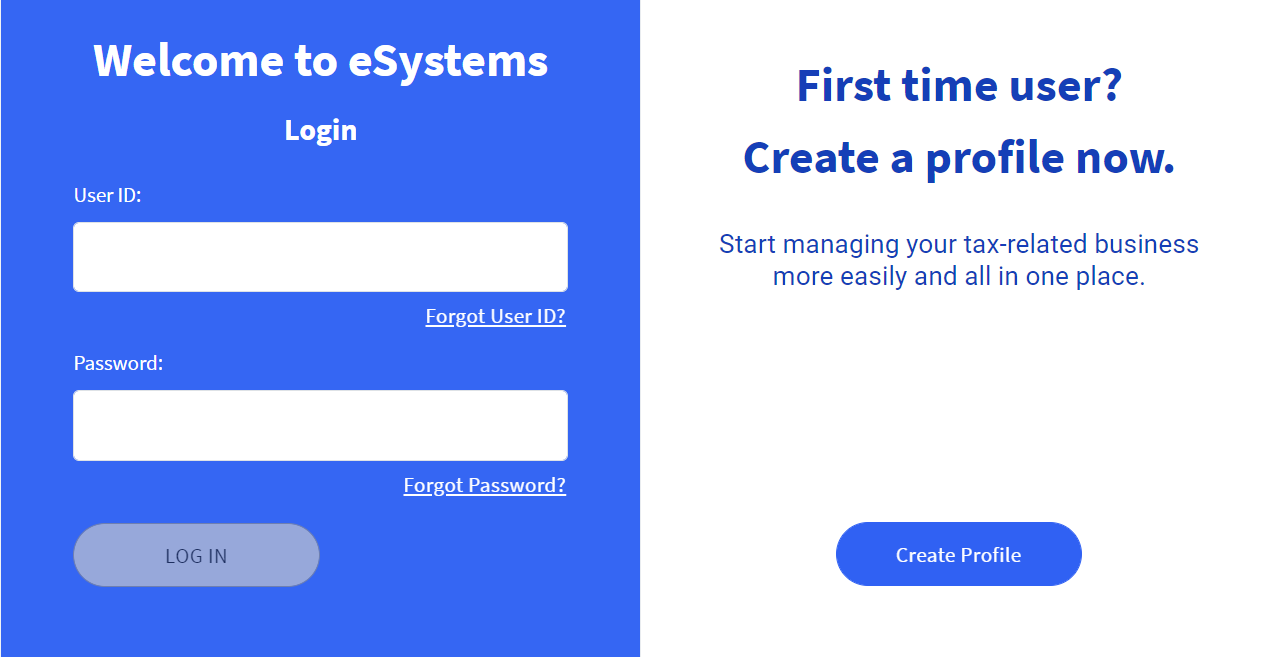 Welcome to eSystems
Login
User ID:
Forgot User ID?
Password:
Forgot Password?
LOG IN
First time user?
Create a profile now.
Start managing your tax-related business
more easily and all in one place.
Create Profile